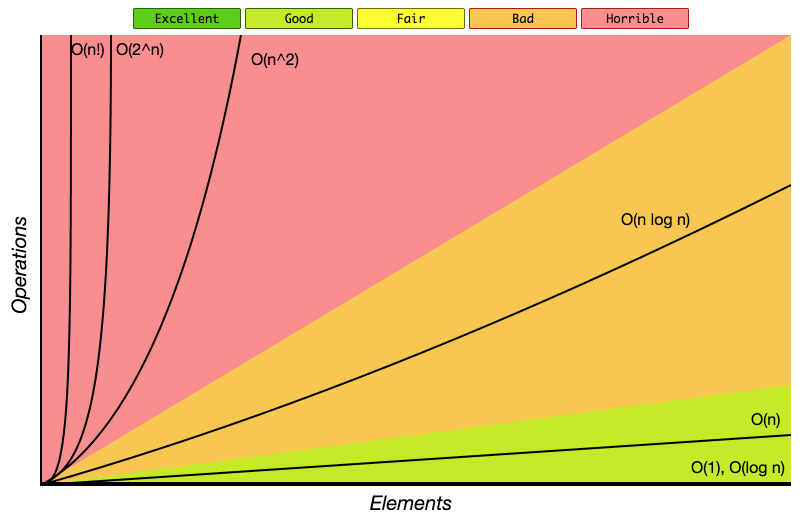 Excellent Good Fair Bad Horrible
O(n!) O(2^n)
O(n^2)
O(n log n)
O(n)
O(1), O(log n)
Operations
Elements